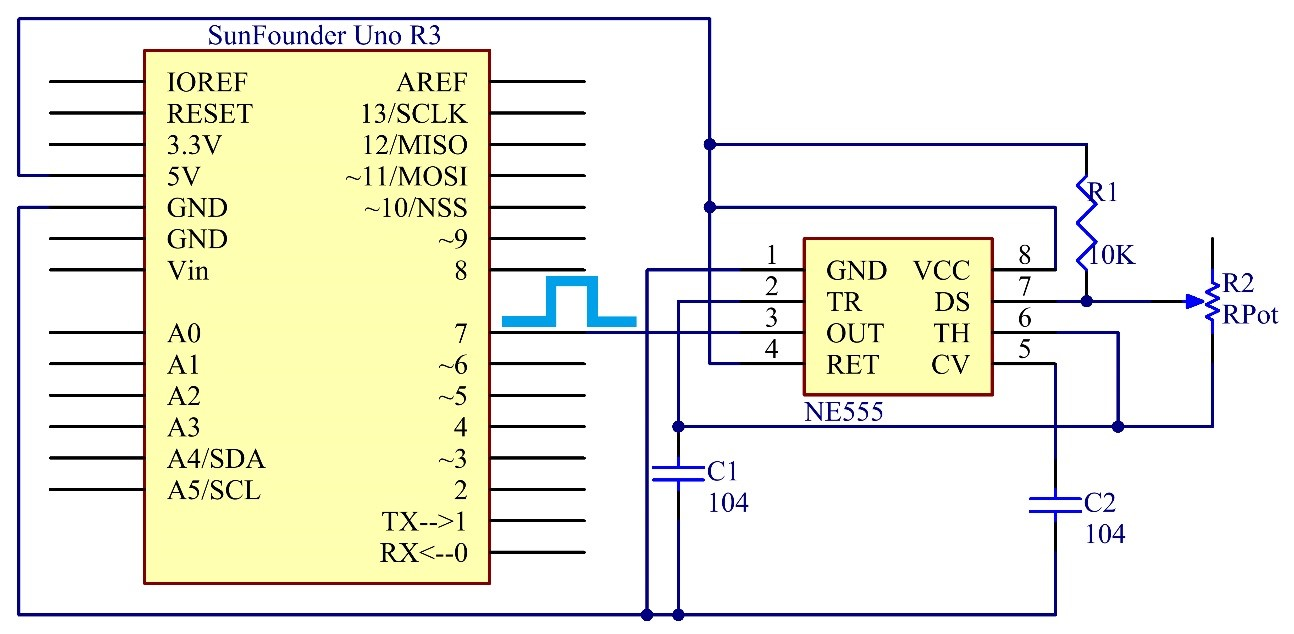 SunFounder Uno R3
IOREF AREF
RESET 13/SCLK
3.3V 12/MISO
5V ~11/MOSI
GND ~10/NSS
GND ~9
Vin 8
A0 7
A1 ~6
A2 ~5
A3 4
A4/SDA ~3
A5/SCL 2
TX-->1
RX<--0
1 GND VCC 8
2 TR DS 7
3 OUT TH 6
4 RET CV 5
NE555
R1
10K
R2
RPot
C1
104
C2
104